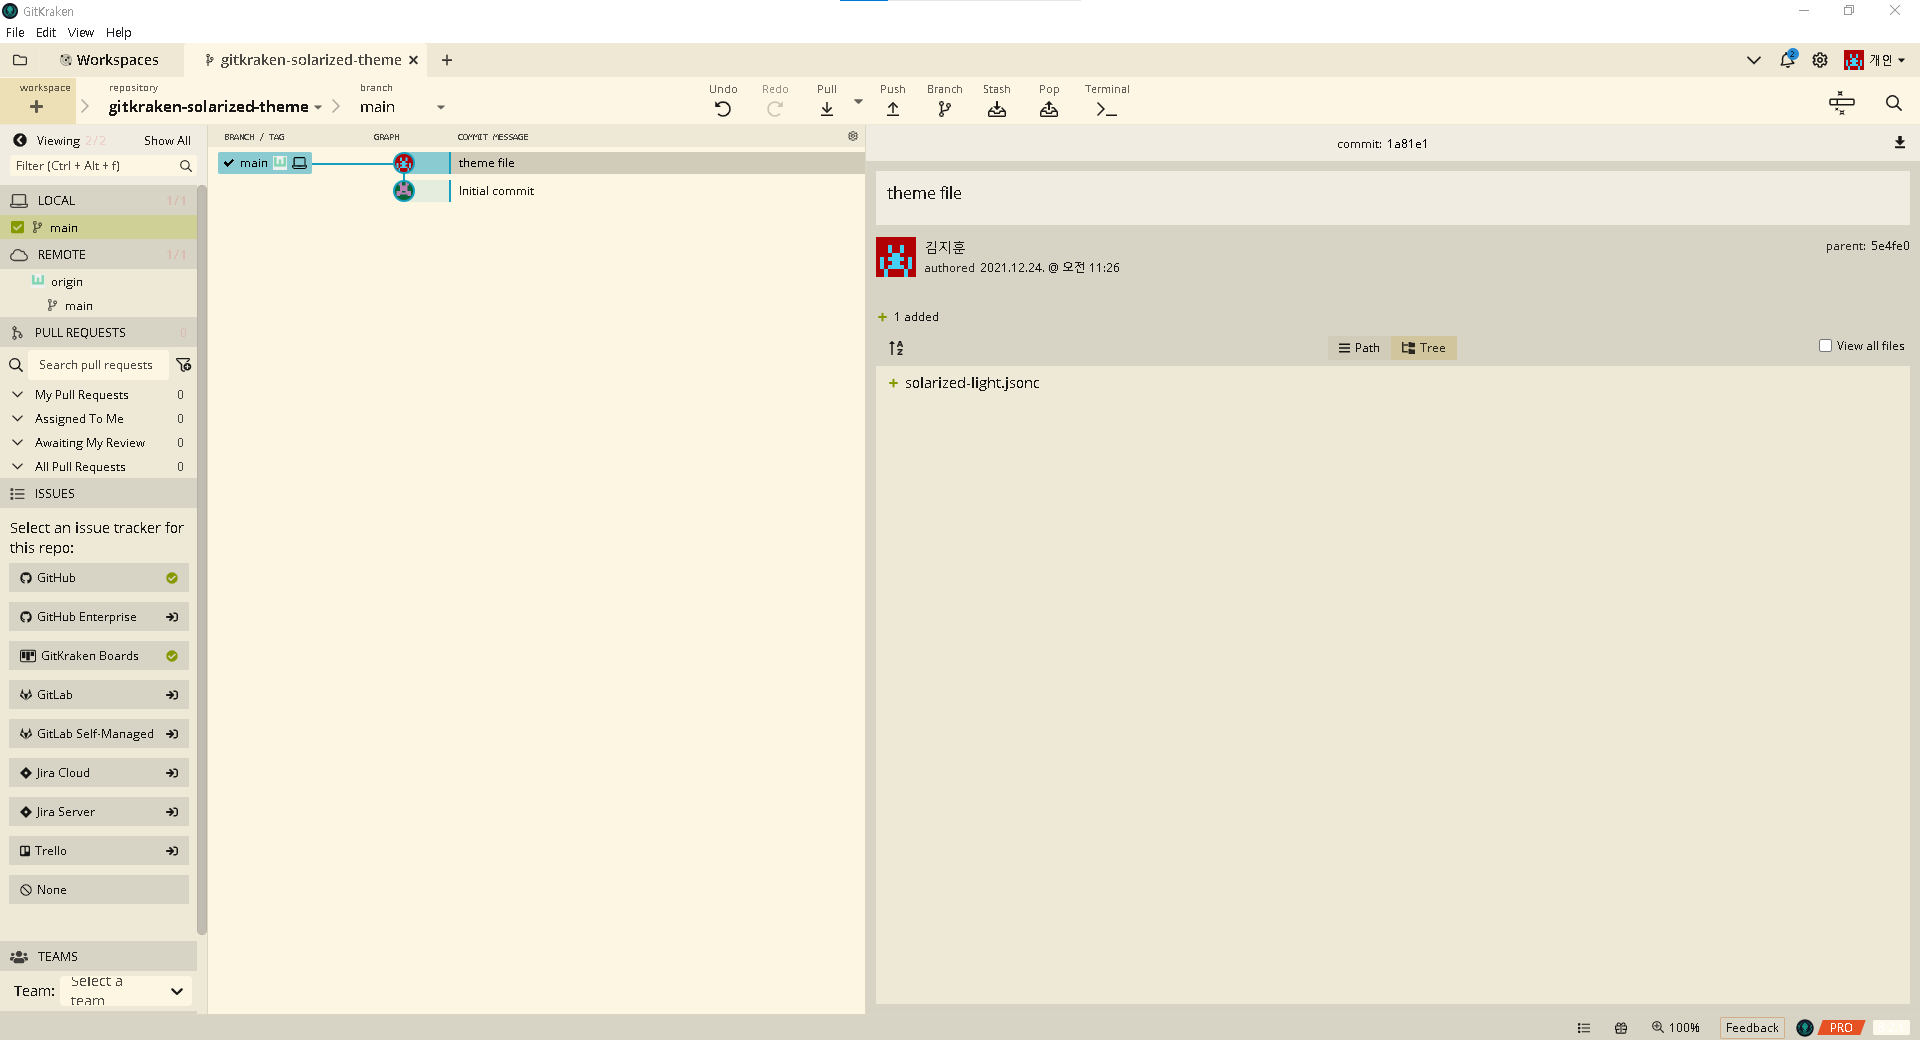 GitKraken
File Edit View Help
Workspaces
gitkraken-solarized-theme
2
개인
workspace
repository
gitkraken-solarized-theme
branch
main
Undo
Redo
Pull
Push
Branch
Stash
Pop
Terminal
Viewing 2/2 Show All
Filter (Ctrl + Alt + f)
LOCAL 1/1
main
REMOTE 1/1
origin
main
PULL REQUESTS 0
Search pull requests
My Pull Requests 0
Assigned To Me 0
Awaiting My Review 0
All Pull Requests 0
ISSUES
Select an issue tracker for
this repo:
GitHub
GitHub Enterprise
GitKraken Boards
GitLab
GitLab Self-Managed
Jira Cloud
Jira Server
Trello
None
TEAMS
Team: Select a
team
BRANCH / TAG GRAPH COMMIT MESSAGE
main theme file
Initial commit
commit: 1a81e1
theme file
김지훈
authored 2021.12.24. @ 오전 11:26
parent: 5e4fe0
1 added
Path Tree View all files
solarized-light.jsonc
100% Feedback PRO